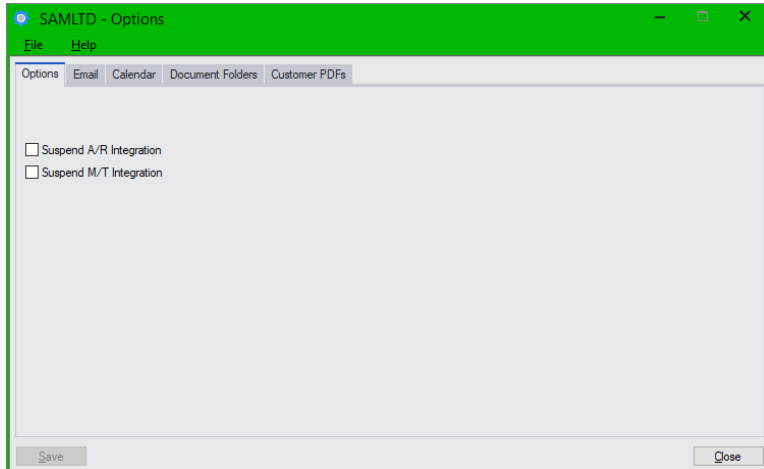 SAMLTD - Options
File Help
Options Email Calendar Document Folders Customer PDFs
Suspend A/R Integration
Suspend M/T Integration
Save Close